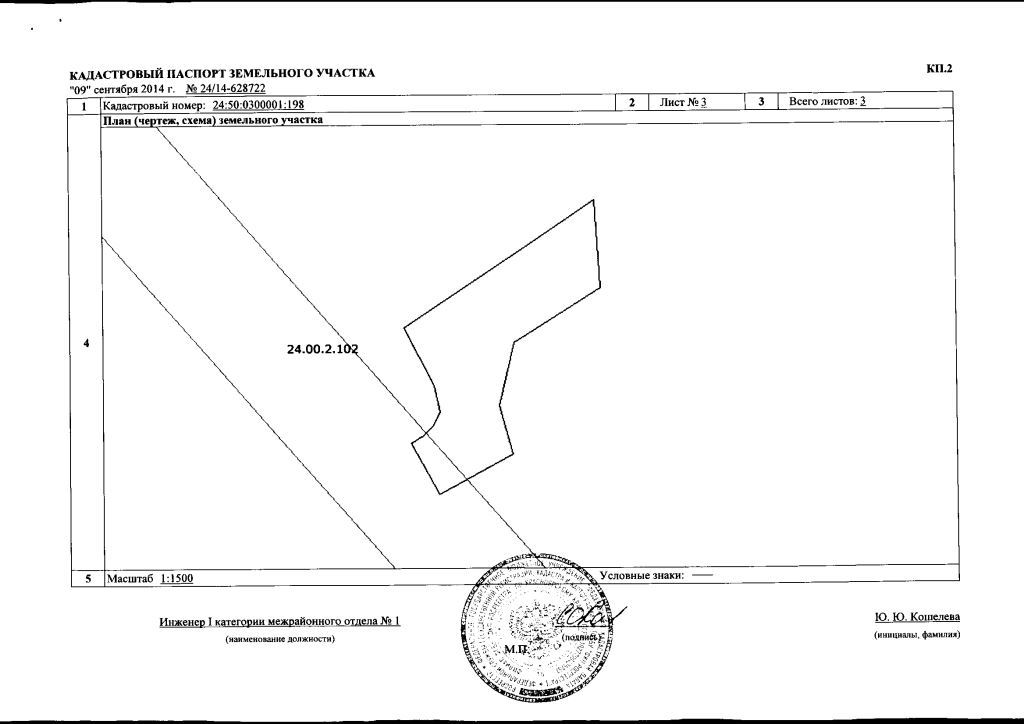 КАДАСТРОВЫЙ ПАСПОРТ ЗЕМЕЛЬНОГО УЧАСТКА
КП.2
"09" сентября 2014 г. № 24/14-628722
1 Кадастровый номер: 24:50:0300001:198 2 Лист № 3 3 Всего листов: 3
План (чертеж, схема) земельного участка
4
24.00.2.102
5 Масштаб 1:1500 Условные знаки: ——
Инженер I категории межрайонного отдела № 1 Ю. Ю. Кошелева
(наименование должности) (подпись) (инициалы, фамилия)
М.П.